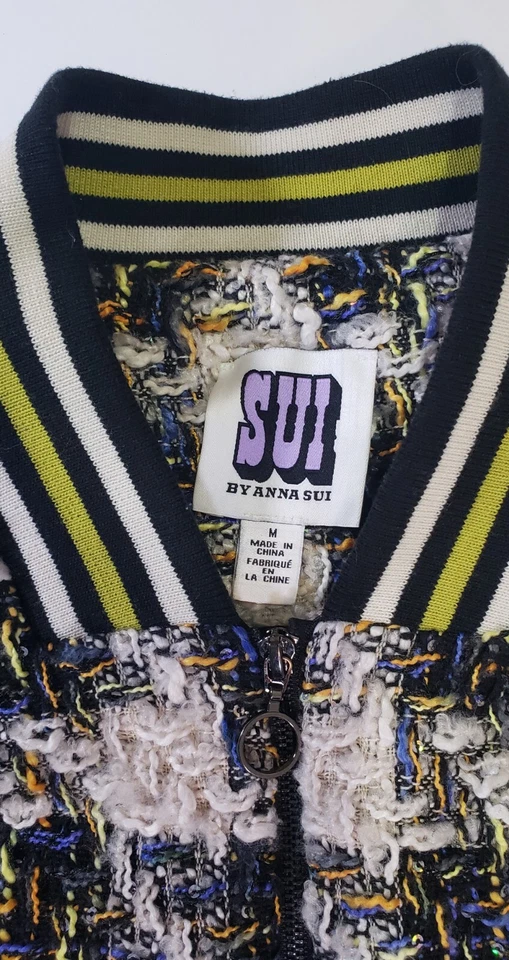 SUI
BY ANNA SUI
M
MADE IN
CHINA
FABRIQUÉ
EN
LA CHINE